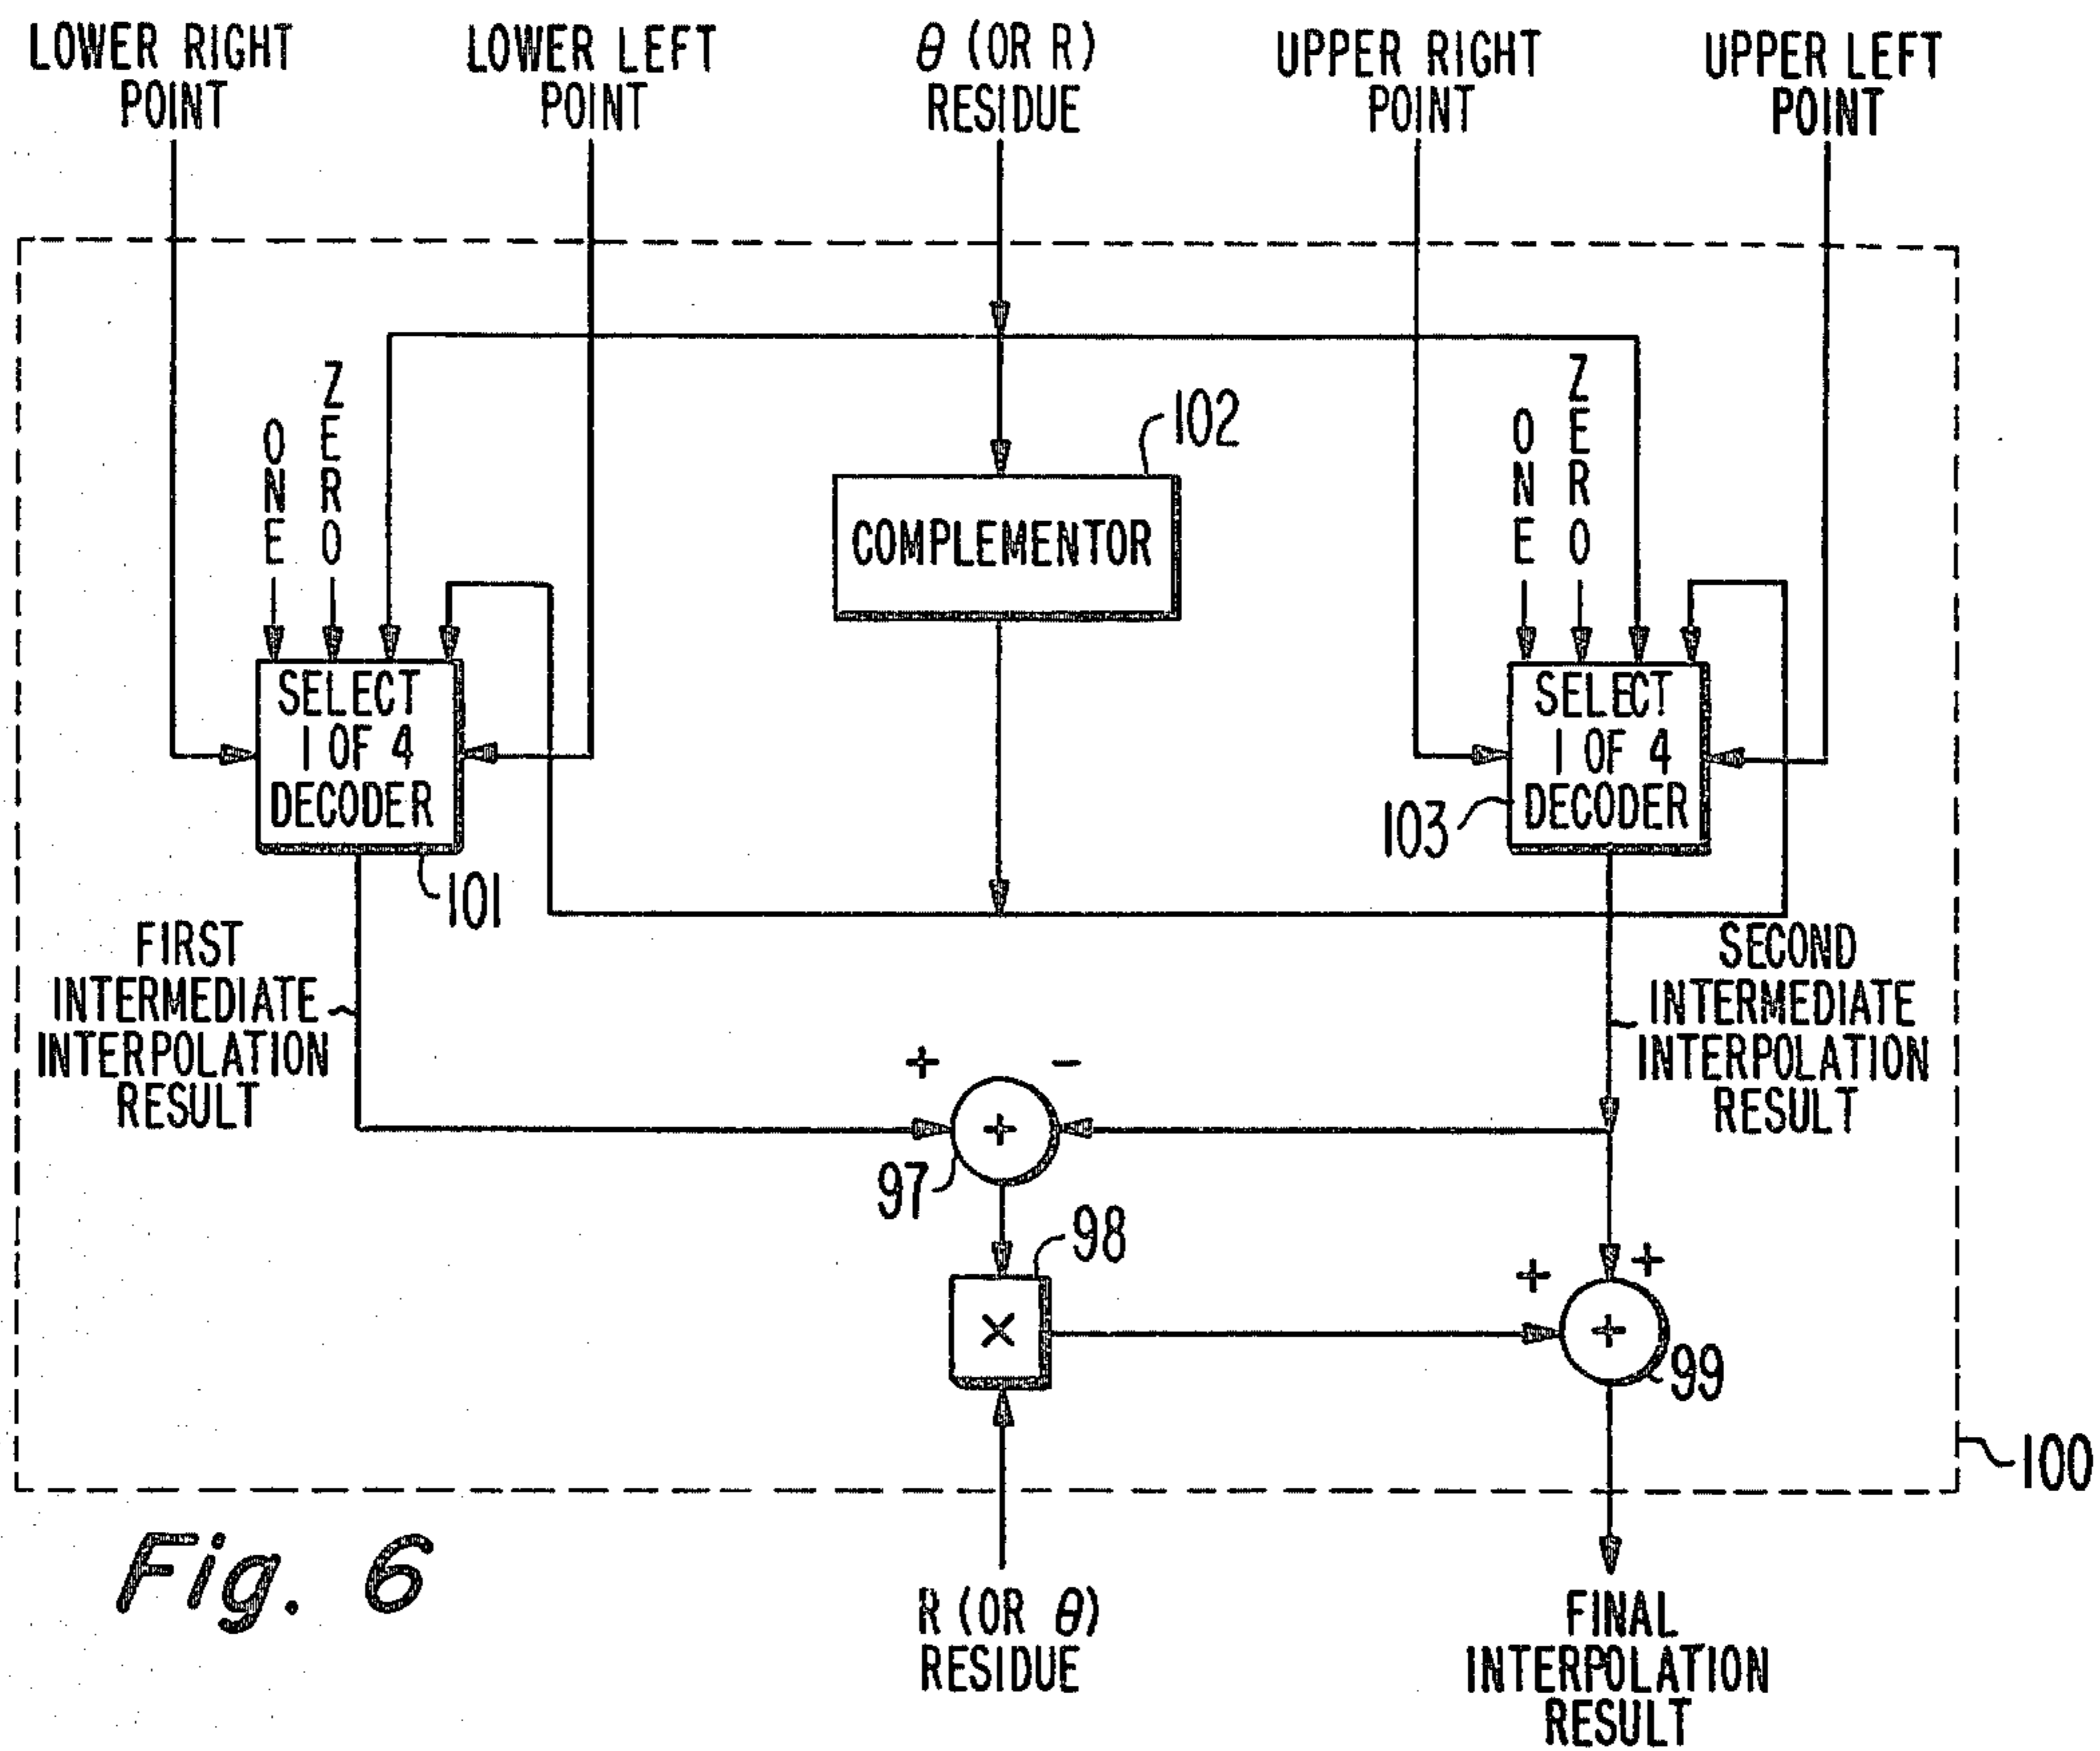 LOWER RIGHT
POINT
LOWER LEFT
POINT
θ (OR R)
RESIDUE
UPPER RIGHT
POINT
UPPER LEFT
POINT
ONE
ZERO
102
COMPLEMENTOR
ONE
ZERO
SELECT
1 OF 4
DECODER
101
SELECT
1 OF 4
DECODER
103
FIRST
INTERMEDIATE
INTERPOLATION
RESULT
SECOND
INTERMEDIATE
INTERPOLATION
RESULT
+ −
+
97
98
×
+ +
+
99
100
Fig. 6
R (OR θ)
RESIDUE
FINAL
INTERPOLATION
RESULT